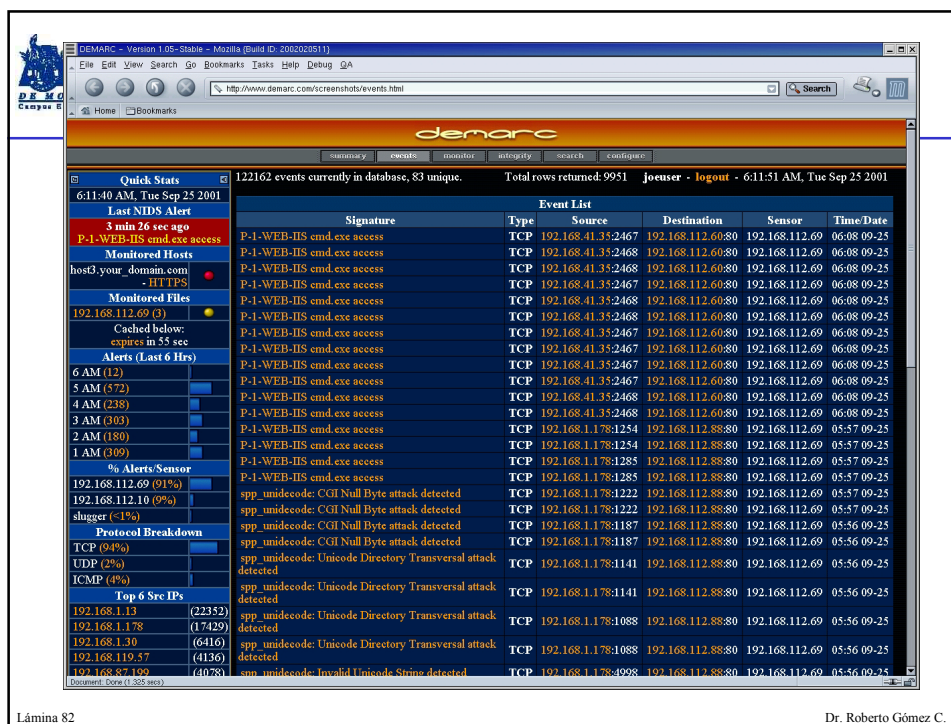 DEMARC - Version 1.05-Stable - Mozilla {Build ID: 2002020511}
File Edit View Search Go Bookmarks Tasks Help Debug QA
http://www.demarc.com/screenshots/events.html Search
Home Bookmarks
DE MO
Campus E
demarc
summary events monitor integrity search configure
Quick Stats
6:11:40 AM, Tue Sep 25 2001
Last NIDS Alert
3 min 26 sec ago
P-1-WEB-IIS cmd.exe access
Monitored Hosts
host3.your_domain.com
- HTTPS
Monitored Files
192.168.112.69 (3)
Cached below:
expires in 55 sec
Alerts (Last 6 Hrs)
6 AM (12)
5 AM (572)
4 AM (238)
3 AM (303)
2 AM (180)
1 AM (309)
% Alerts/Sensor
192.168.112.69 (91%)
192.168.112.10 (9%)
slugger (<1%)
Protocol Breakdown
TCP (94%)
UDP (2%)
ICMP (4%)
Top 6 Src IPs
192.168.1.13 (22352)
192.168.1.178 (17429)
192.168.1.30 (6416)
192.168.119.57 (4136)
192.168.87.199 (4078)
122162 events currently in database, 83 unique. Total rows returned: 9951 joeuser - logout - 6:11:51 AM, Tue Sep 25 2001
Event List
Signature Type Source Destination Sensor Time/Date
P-1-WEB-IIS cmd.exe access TCP 192.168.41.35:2467 192.168.112.60:80 192.168.112.69 06:08 09-25
P-1-WEB-IIS cmd.exe access TCP 192.168.41.35:2468 192.168.112.60:80 192.168.112.69 06:08 09-25
P-1-WEB-IIS cmd.exe access TCP 192.168.41.35:2468 192.168.112.60:80 192.168.112.69 06:08 09-25
P-1-WEB-IIS cmd.exe access TCP 192.168.41.35:2468 192.168.112.60:80 192.168.112.69 06:08 09-25
P-1-WEB-IIS cmd.exe access TCP 192.168.41.35:2468 192.168.112.60:80 192.168.112.69 06:08 09-25
P-1-WEB-IIS cmd.exe access TCP 192.168.41.35:2468 192.168.112.60:80 192.168.112.69 06:08 09-25
P-1-WEB-IIS cmd.exe access TCP 192.168.41.35:2467 192.168.112.60:80 192.168.112.69 06:08 09-25
P-1-WEB-IIS cmd.exe access TCP 192.168.41.35:2467 192.168.112.60:80 192.168.112.69 06:08 09-25
P-1-WEB-IIS cmd.exe access TCP 192.168.41.35:2467 192.168.112.60:80 192.168.112.69 06:08 09-25
P-1-WEB-IIS cmd.exe access TCP 192.168.41.35:2467 192.168.112.60:80 192.168.112.69 06:08 09-25
P-1-WEB-IIS cmd.exe access TCP 192.168.41.35:2468 192.168.112.60:80 192.168.112.69 06:08 09-25
P-1-WEB-IIS cmd.exe access TCP 192.168.41.35:2468 192.168.112.60:80 192.168.112.69 06:08 09-25
P-1-WEB-IIS cmd.exe access TCP 192.168.1.178:1254 192.168.112.88:80 192.168.112.69 05:57 09-25
P-1-WEB-IIS cmd.exe access TCP 192.168.1.178:1254 192.168.112.88:80 192.168.112.69 05:57 09-25
P-1-WEB-IIS cmd.exe access TCP 192.168.1.178:1285 192.168.112.88:80 192.168.112.69 05:57 09-25
P-1-WEB-IIS cmd.exe access TCP 192.168.1.178:1285 192.168.112.88:80 192.168.112.69 05:57 09-25
spp_unidecode: CGI Null Byte attack detected TCP 192.168.1.178:1222 192.168.112.88:80 192.168.112.69 05:57 09-25
spp_unidecode: CGI Null Byte attack detected TCP 192.168.1.178:1222 192.168.112.88:80 192.168.112.69 05:57 09-25
spp_unidecode: CGI Null Byte attack detected TCP 192.168.1.178:1187 192.168.112.88:80 192.168.112.69 05:56 09-25
spp_unidecode: CGI Null Byte attack detected TCP 192.168.1.178:1187 192.168.112.88:80 192.168.112.69 05:56 09-25
spp_unidecode: Unicode Directory Transversal attack
detected TCP 192.168.1.178:1141 192.168.112.88:80 192.168.112.69 05:56 09-25
spp_unidecode: Unicode Directory Transversal attack
detected TCP 192.168.1.178:1141 192.168.112.88:80 192.168.112.69 05:56 09-25
spp_unidecode: Unicode Directory Transversal attack
detected TCP 192.168.1.178:1088 192.168.112.88:80 192.168.112.69 05:56 09-25
spp_unidecode: Unicode Directory Transversal attack
detected TCP 192.168.1.178:1088 192.168.112.88:80 192.168.112.69 05:56 09-25
spp_unidecode: Invalid Unicode String detected TCP 192.168.1.178:4998 192.168.112.88:80 192.168.112.69 05:56 09-25
Document: Done (1.325 secs)
Lámina 82 Dr. Roberto Gómez C.